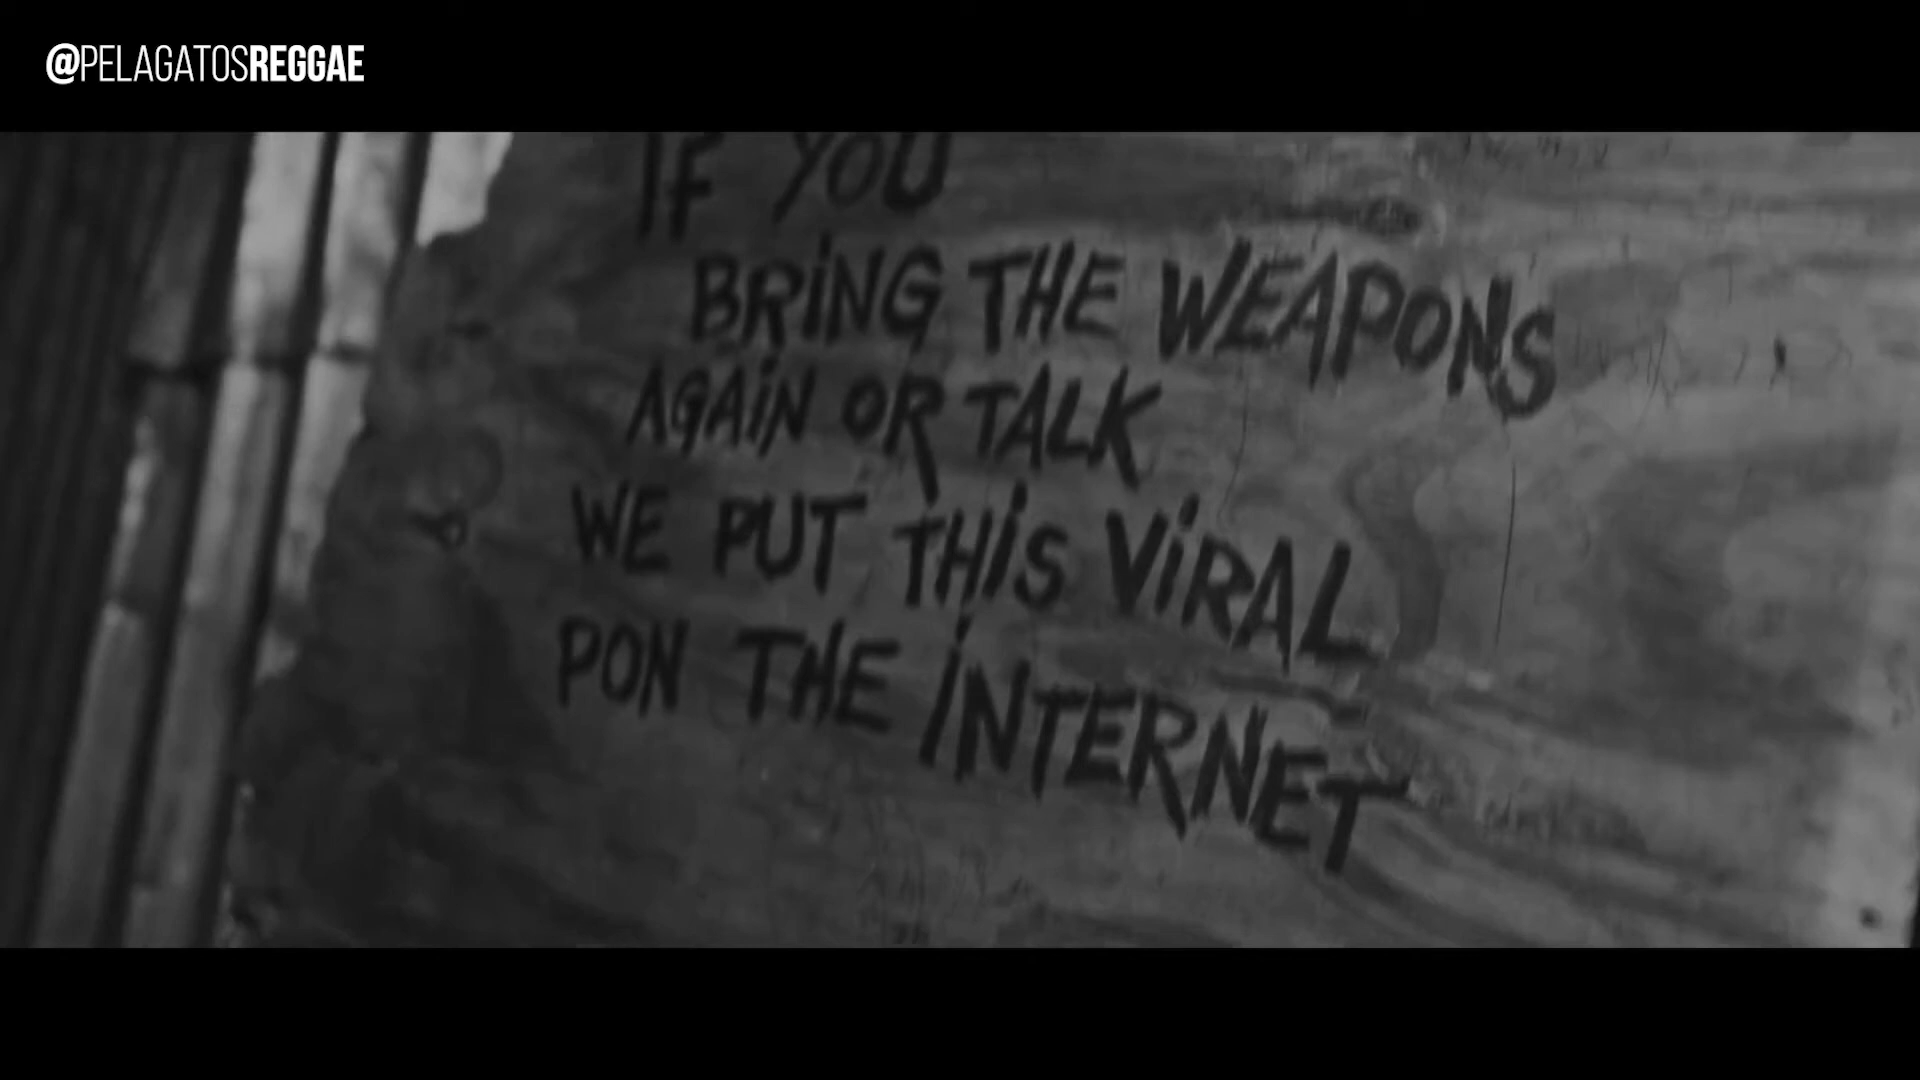 @PELAGATOSREGGAE
IF YOU
BRING THE WEAPONS
AGAIN OR TALK
WE PUT THIS VIRAL
PON THE INTERNET